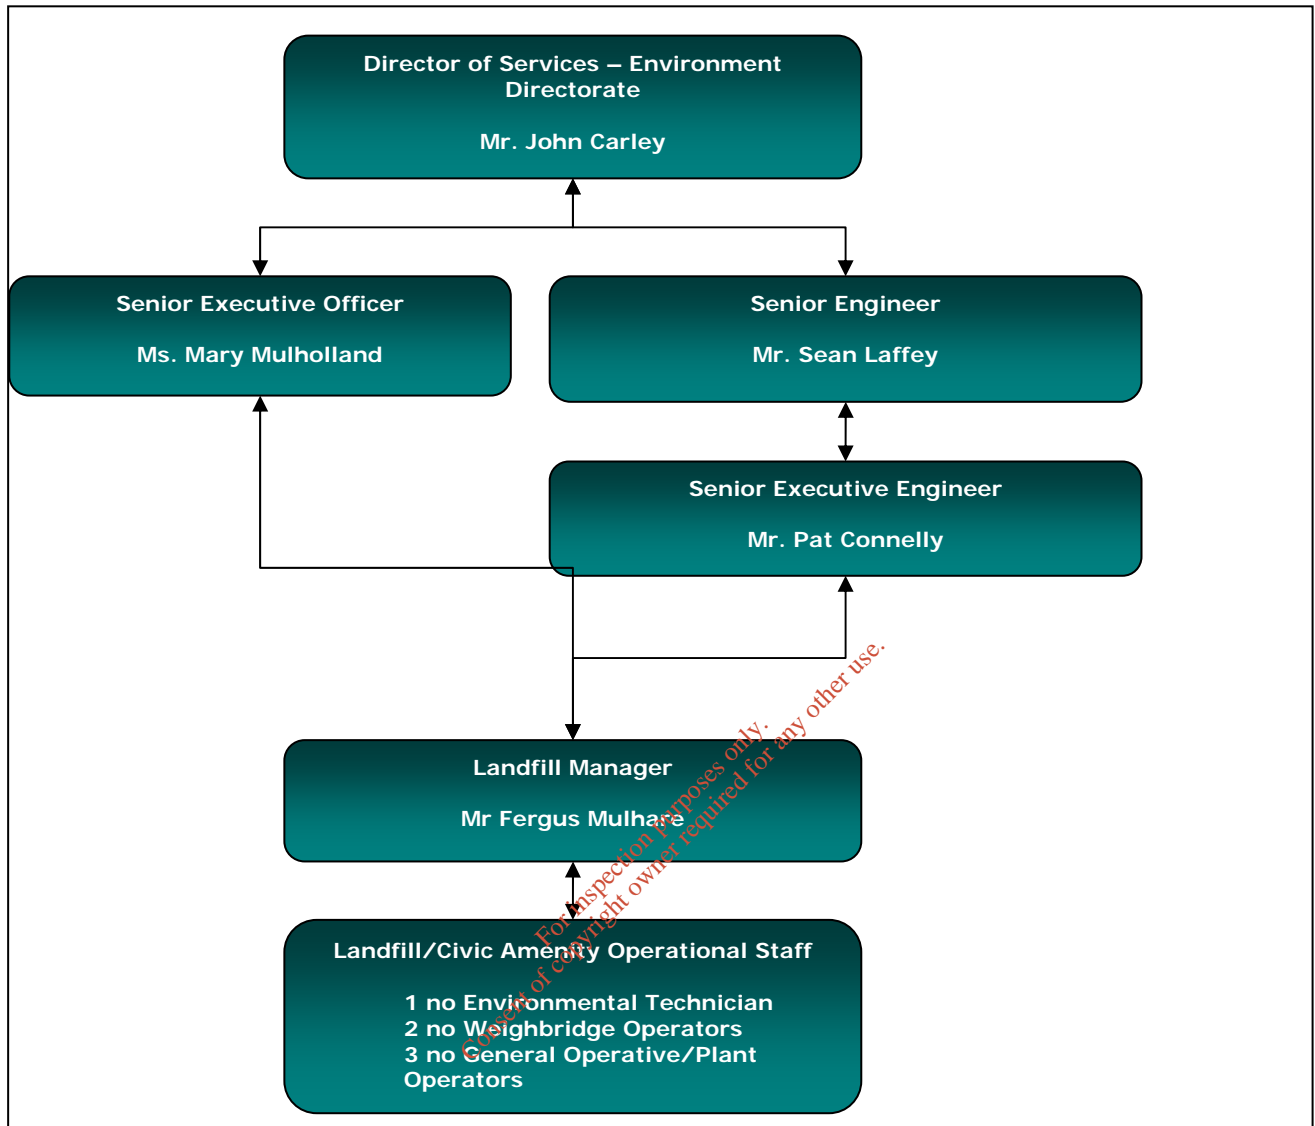 Director of Services – Environment
Directorate
Mr. John Carley
Senior Executive Officer
Ms. Mary Mulholland
Senior Engineer
Mr. Sean Laffey
Senior Executive Engineer
Mr. Pat Connelly
Landfill Manager
Mr Fergus Mulhare
Landfill/Civic Amenity Operational Staff
1 no Environmental Technician
2 no Weighbridge Operators
3 no General Operative/Plant
Operators
For inspection purposes only.
Consent of copyright owner required for any other use.